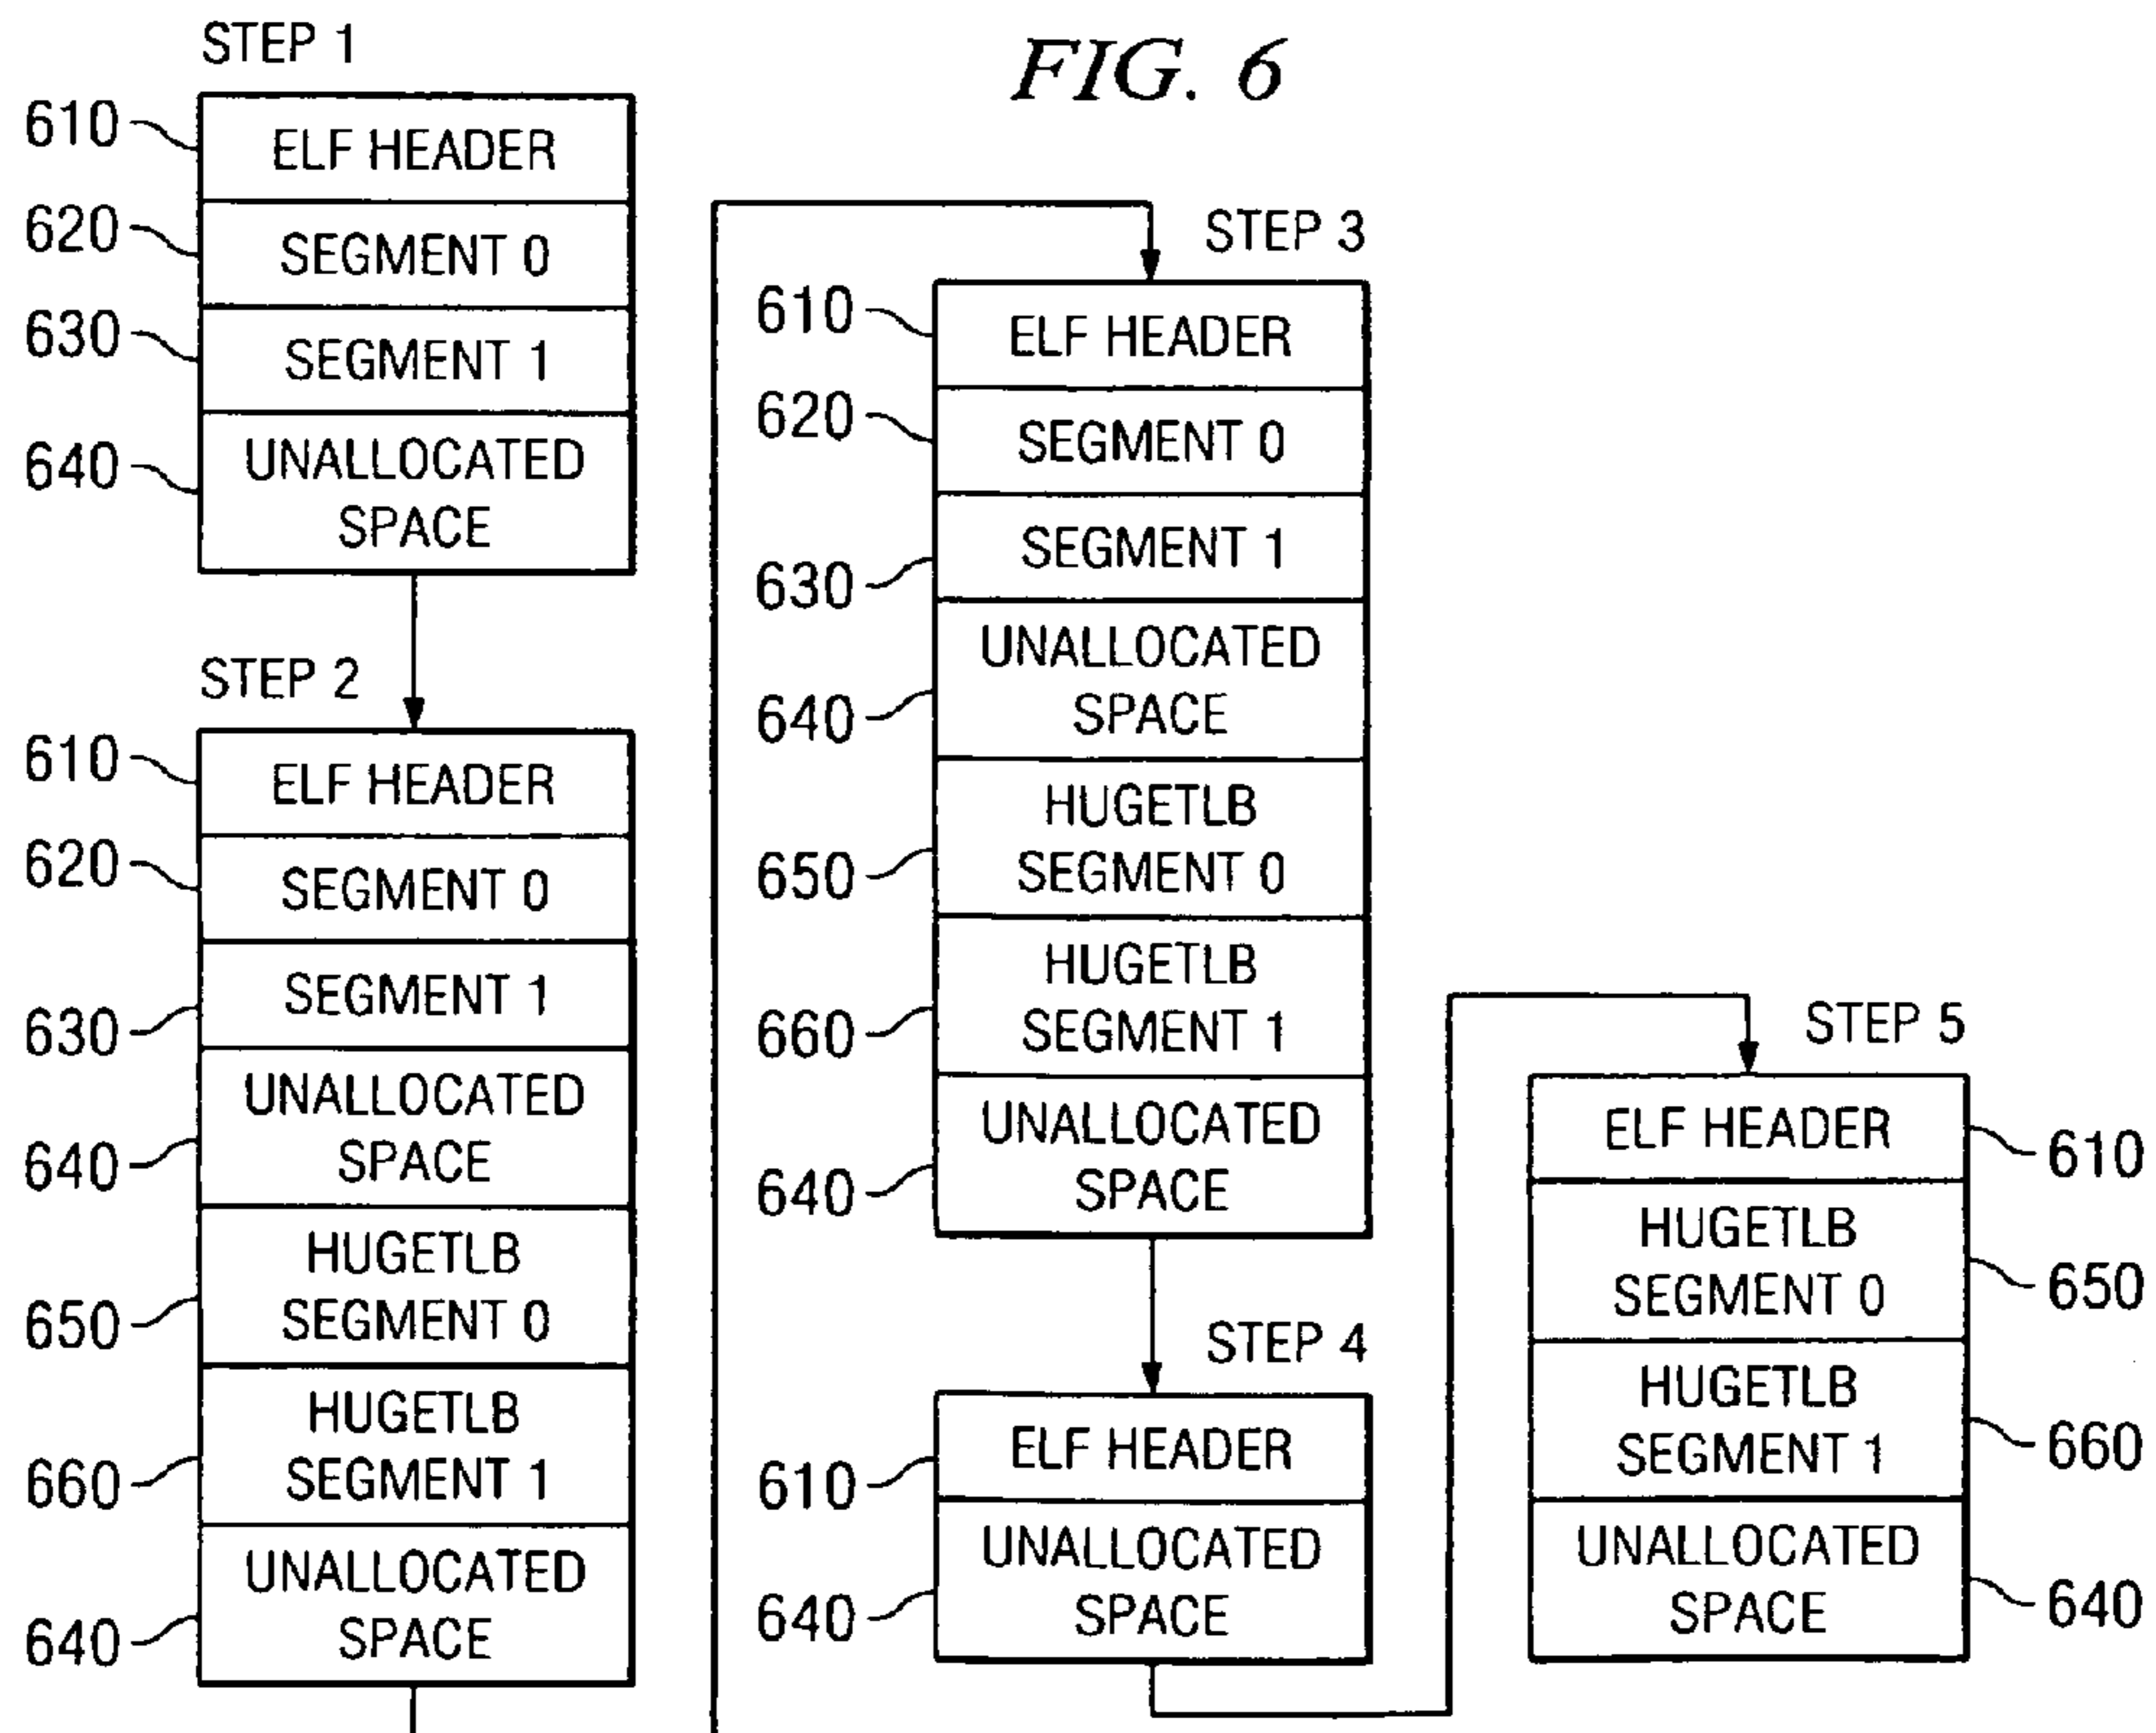 FIG. 6
STEP 1
610
ELF HEADER
620
SEGMENT 0
630
SEGMENT 1
640
UNALLOCATED
SPACE
STEP 2
610
ELF HEADER
620
SEGMENT 0
630
SEGMENT 1
640
UNALLOCATED
SPACE
650
HUGETLB
SEGMENT 0
660
HUGETLB
SEGMENT 1
640
UNALLOCATED
SPACE
STEP 3
610
ELF HEADER
620
SEGMENT 0
630
SEGMENT 1
640
UNALLOCATED
SPACE
650
HUGETLB
SEGMENT 0
660
HUGETLB
SEGMENT 1
640
UNALLOCATED
SPACE
STEP 4
610
ELF HEADER
640
UNALLOCATED
SPACE
STEP 5
ELF HEADER
610
HUGETLB
SEGMENT 0
650
HUGETLB
SEGMENT 1
660
UNALLOCATED
SPACE
640